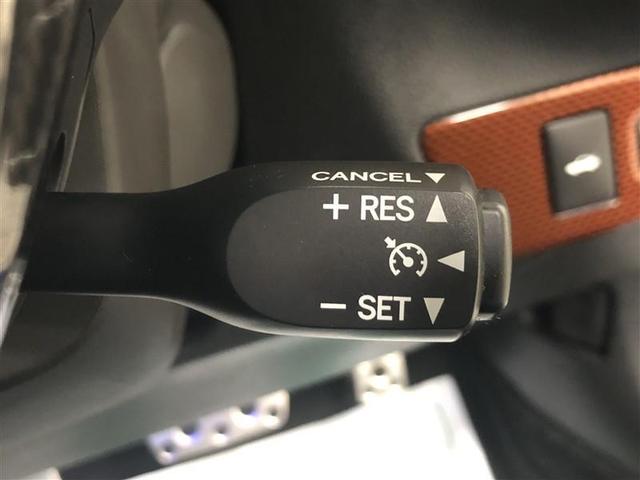 CANCEL▼
+ RES ▲
◀
− SET ▼